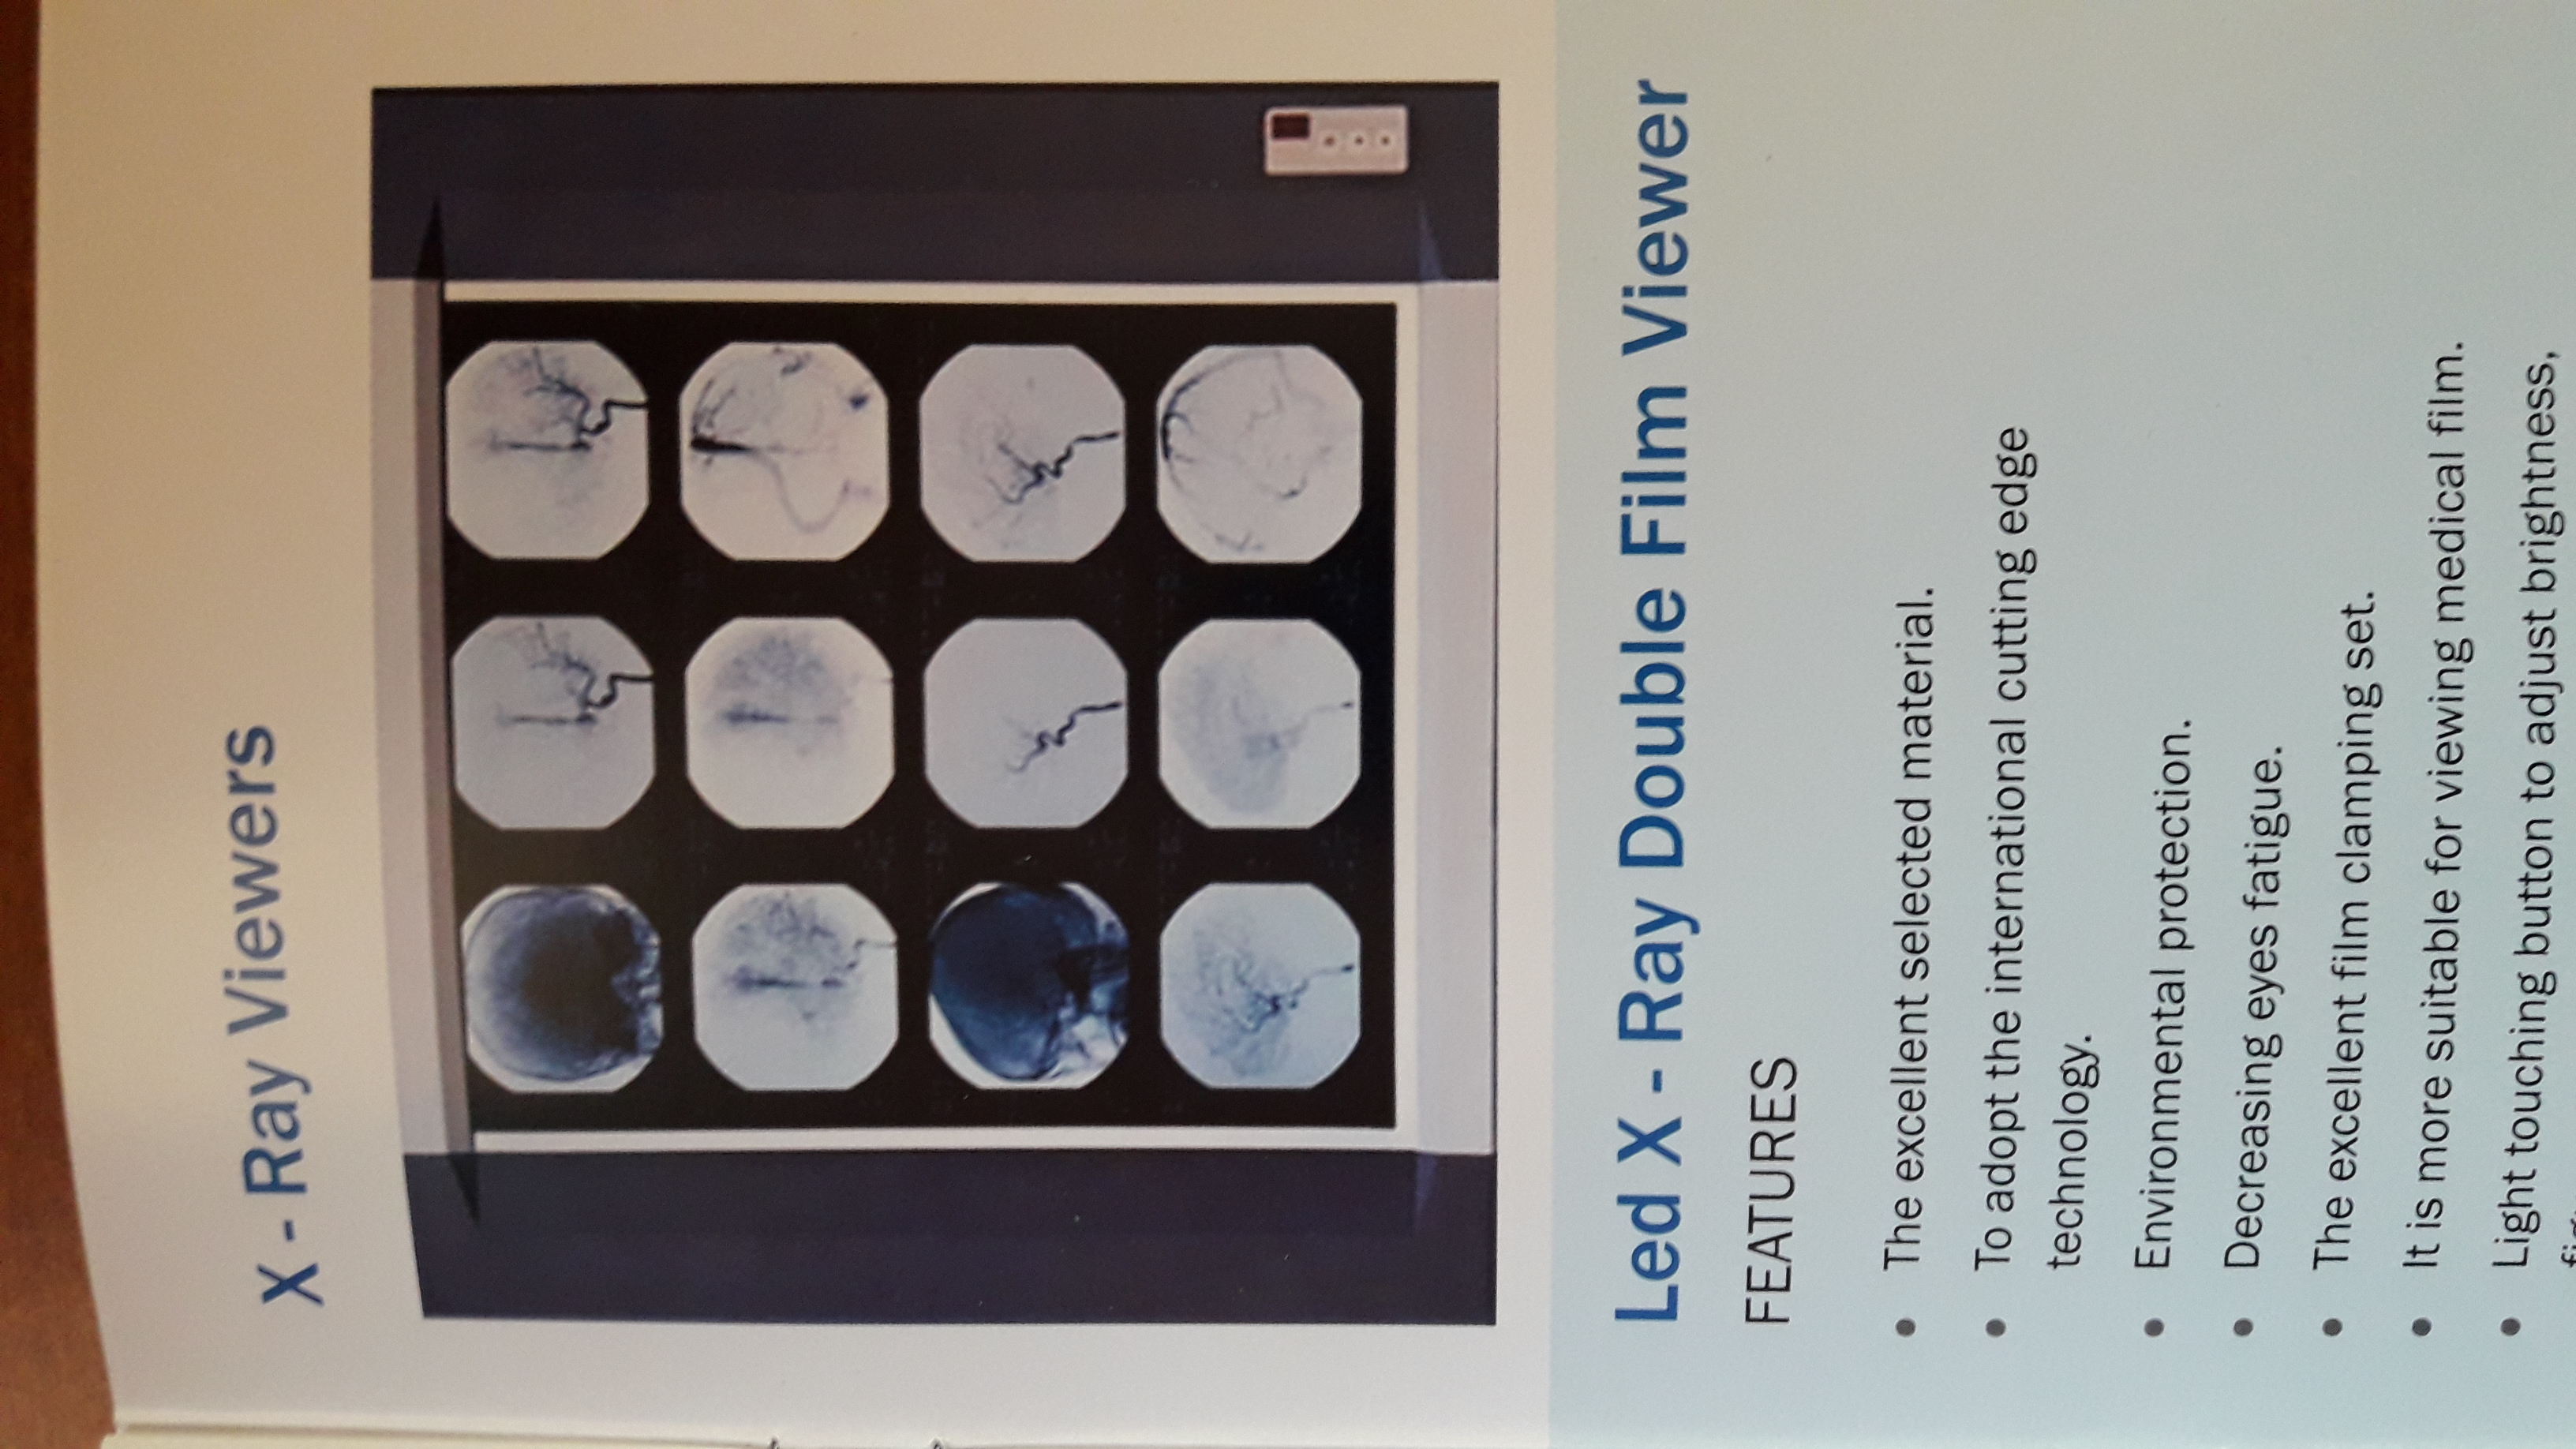 X - Ray Viewers
Led X - Ray Double Film Viewer
FEATURES
• The excellent selected material.
• To adopt the international cutting edge
technology.
• Environmental protection.
• Decreasing eyes fatigue.
• The excellent film clamping set.
• It is more suitable for viewing medical film.
• Light touching button to adjust brightness,